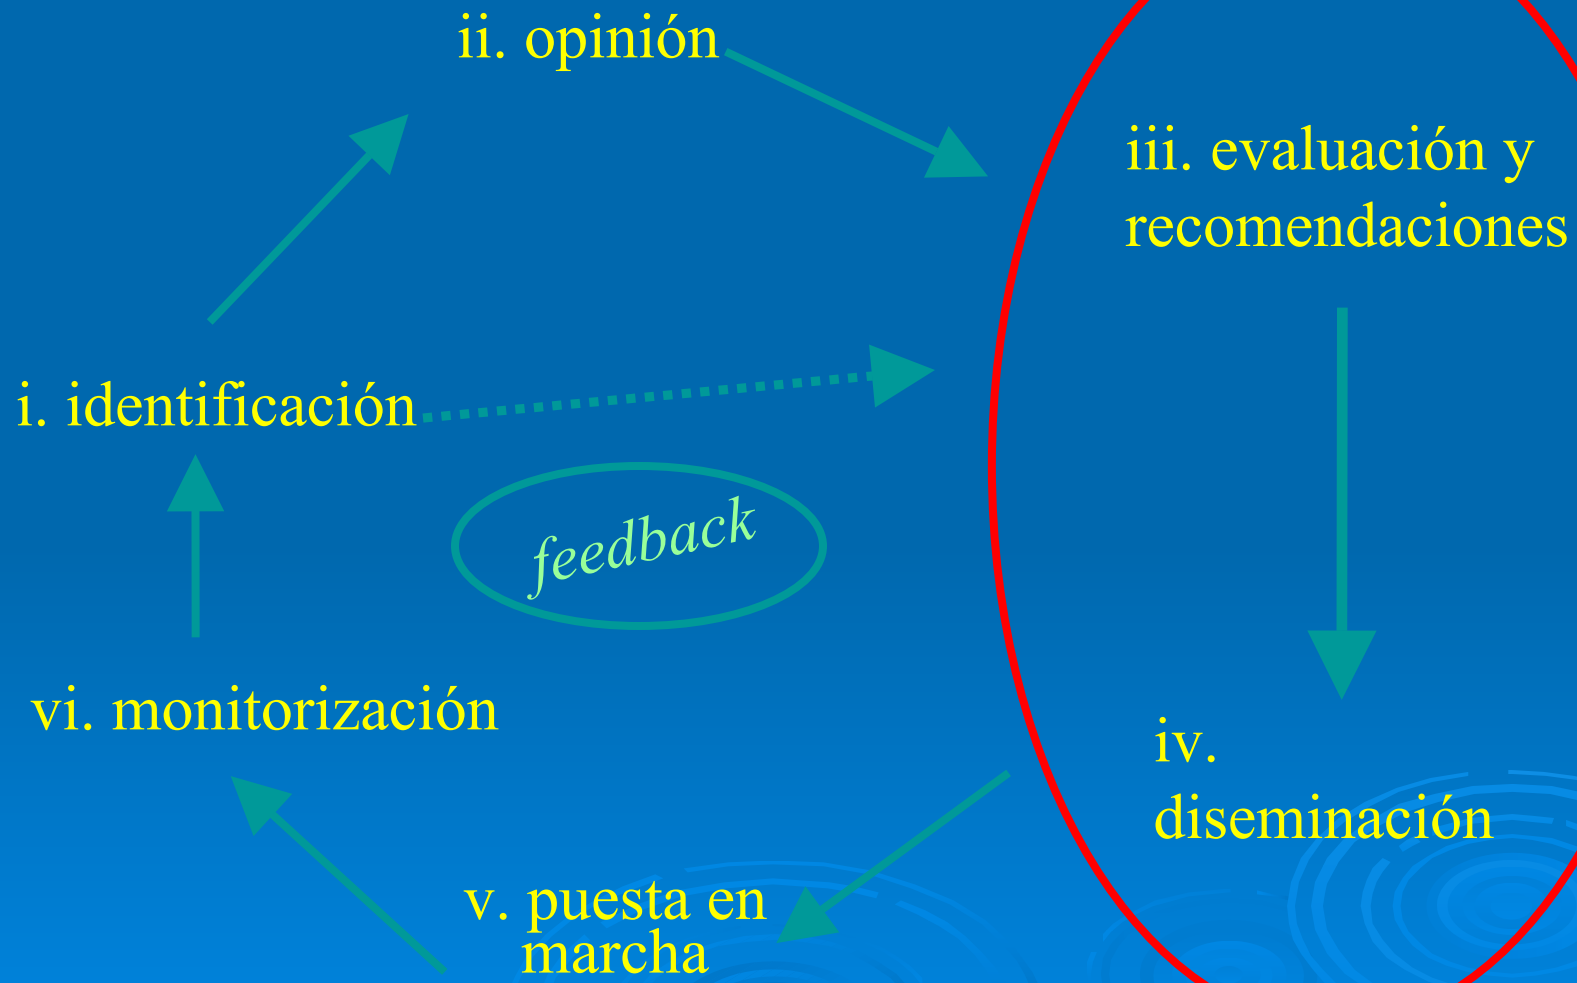 ii. opinión
iii. evaluación y
recomendaciones
i. identificación
feedback
vi. monitorización
iv.
diseminación
v. puesta en
marcha